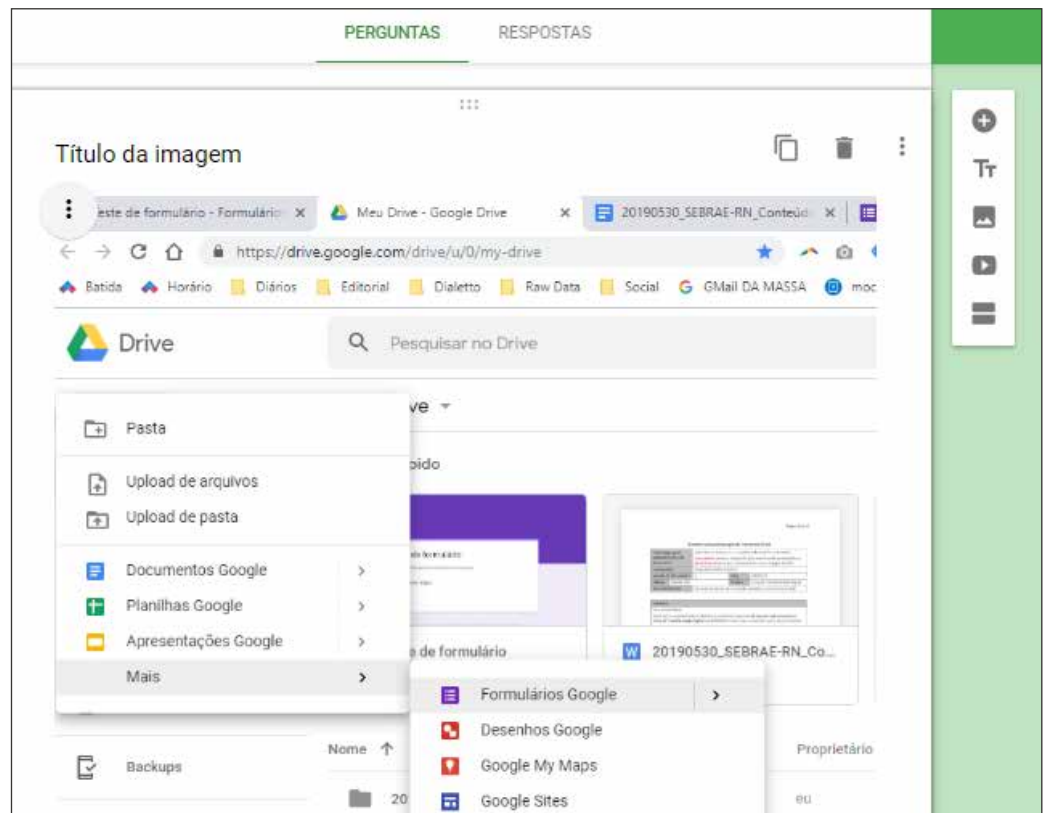 PERGUNTAS RESPOSTAS
Título da imagem
este de formulário - Formulário Meu Drive - Google Drive 20190530_SEBRAE-RN_Conteúd
https://drive.google.com/drive/u/0/my-drive
Batida Horário Diários Editorial Dialetto Raw Data Social GMail DA MASSA moc
Drive Pesquisar no Drive
ve
Pasta
pido
Upload de arquivos
Upload de pasta
Documentos Google
Planilhas Google
Apresentações Google
e de formulário W 20190530_SEBRAE-RN_Co...
Mais
Formulários Google
Desenhos Google
Nome Proprietário
Google My Maps
Backups
20 Google Sites eu